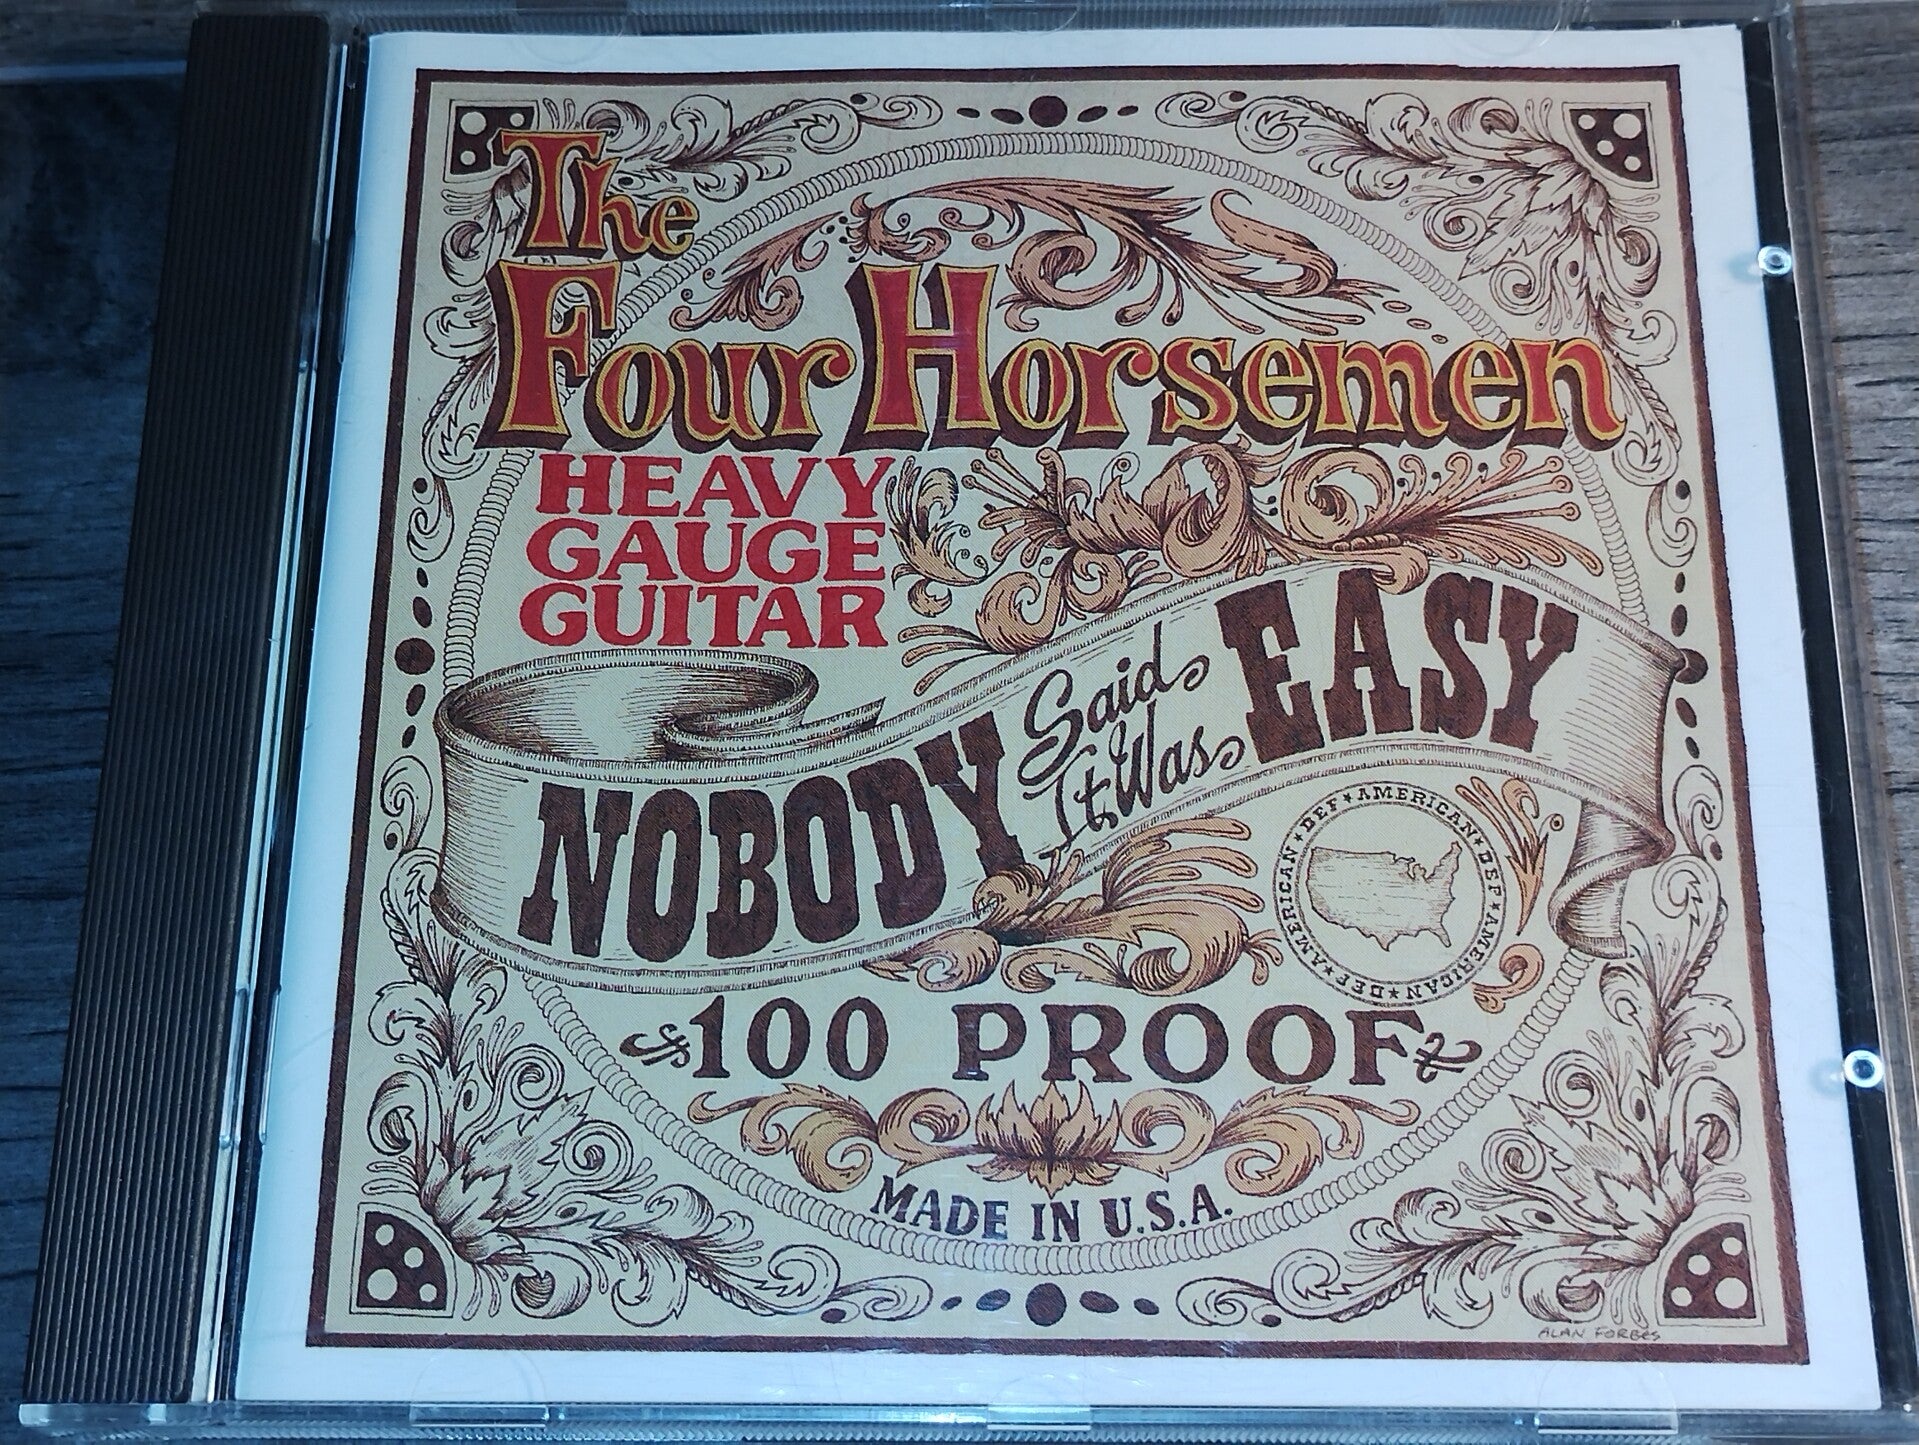 The
Four Horsemen
HEAVY
GAUGE
GUITAR
NOBODY Said It Was EASY
AMERICAN★DEF★AMERICAN★DEF★AMERICAN★DEF★AMERICAN★DEF★
100 PROOF
MADE IN U.S.A.
ALAN FORBES